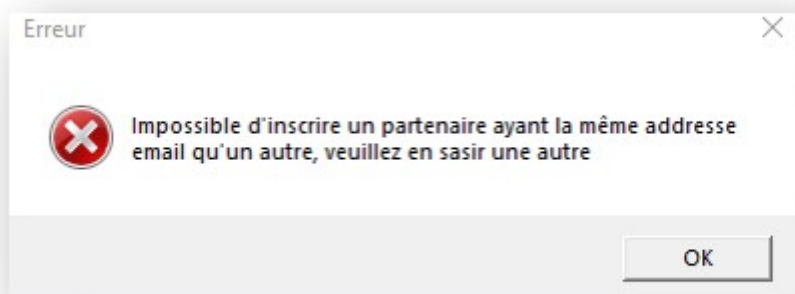 Erreur
Impossible d'inscrire un partenaire ayant la même addresse
email qu'un autre, veuillez en sasir une autre
OK